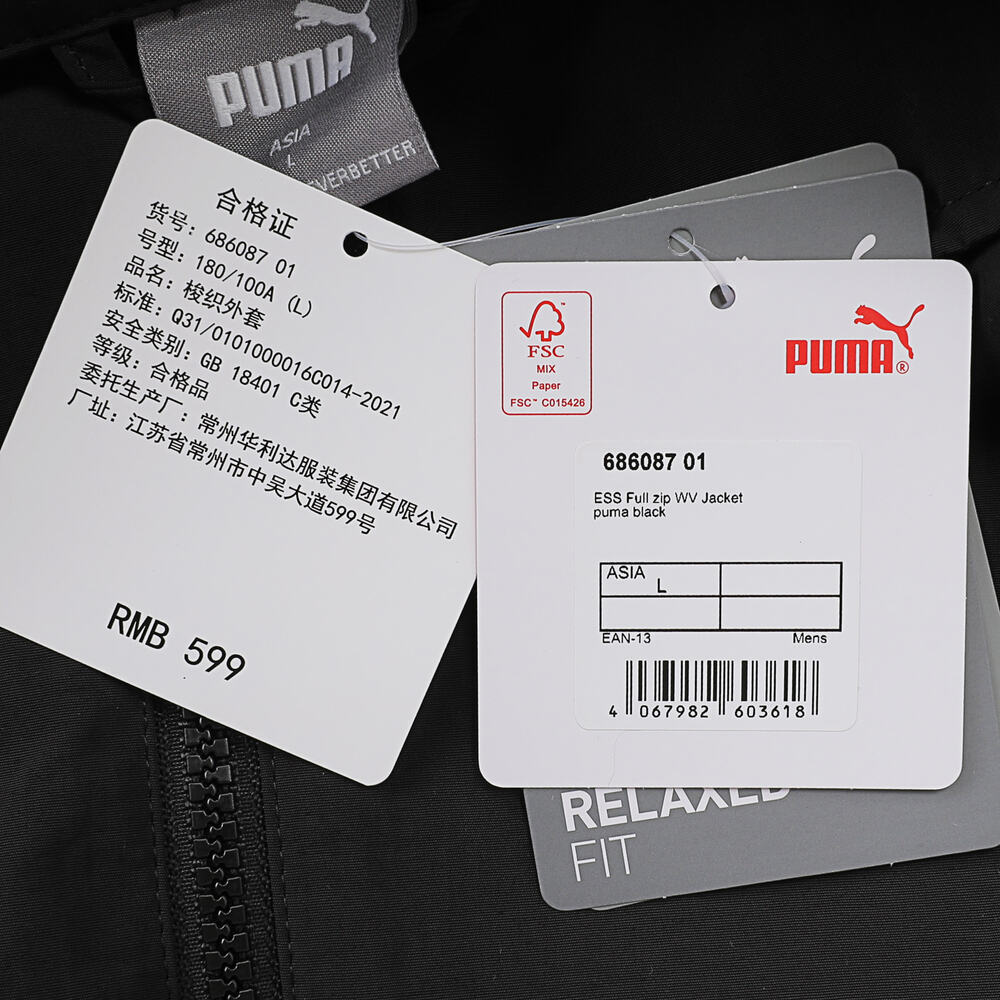 PUMA
ASIA
L
合格证
货号: 686087 01
号型: 180/100A (L)
品名: 梭织外套
标准: Q31/0101000016C014-2021
安全类别: GB 18401 C类
等级: 合格品
委托生产厂: 常州华利达服装集团有限公司
厂址: 江苏省常州市中吴大道599号
RMB 599
FSC™
MIX
Paper
FSC™ C015426
PUMA®
686087 01
ESS Full zip WV Jacket
puma black
ASIA
L
EAN-13 Mens
4 067982 603618
RELAXED
FIT